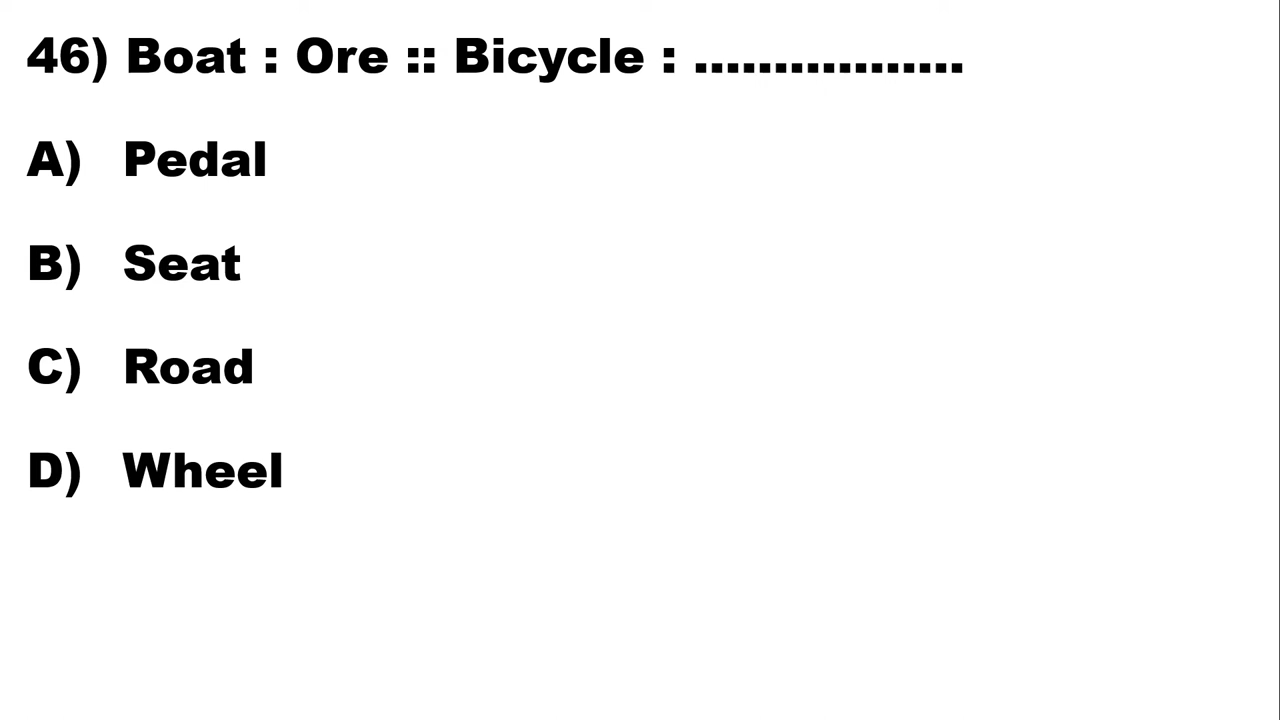 46) Boat : Ore :: Bicycle : .................
A) Pedal
B) Seat
C) Road
D) Wheel